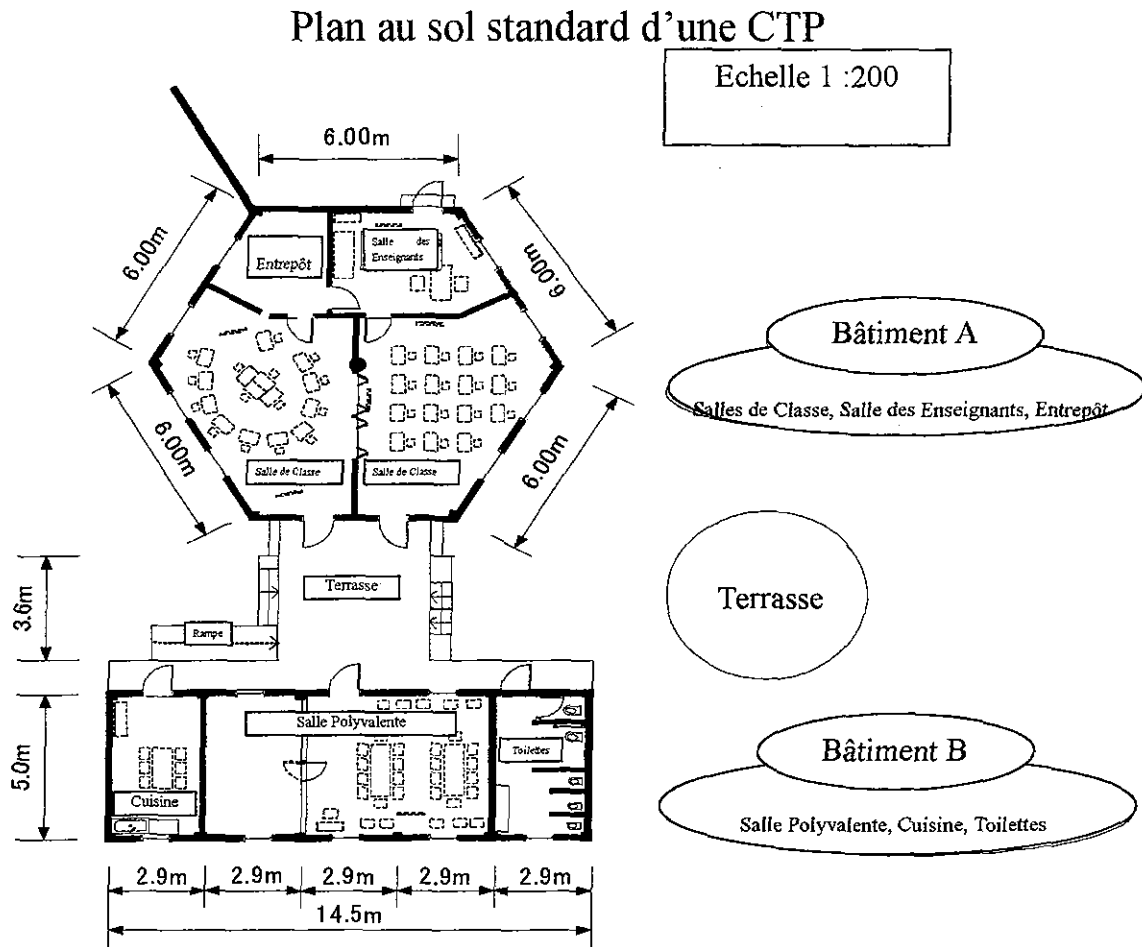 Plan au sol standard d'une CTP
Echelle 1 :200
6.00m
6.00m
6.00m
Entrepôt
Salle des
Enseignants
Bâtiment A
Salles de Classe, Salle des Enseignants, Entrepôt
6.00m
6.00m
Salle de Classe
Salle de Classe
3.6m
Terrasse
Terrasse
Rampe
5.0m
Salle Polyvalente
Toilettes
Cuisine
Bâtiment B
Salle Polyvalente, Cuisine, Toilettes
2.9m
2.9m
2.9m
2.9m
2.9m
14.5m